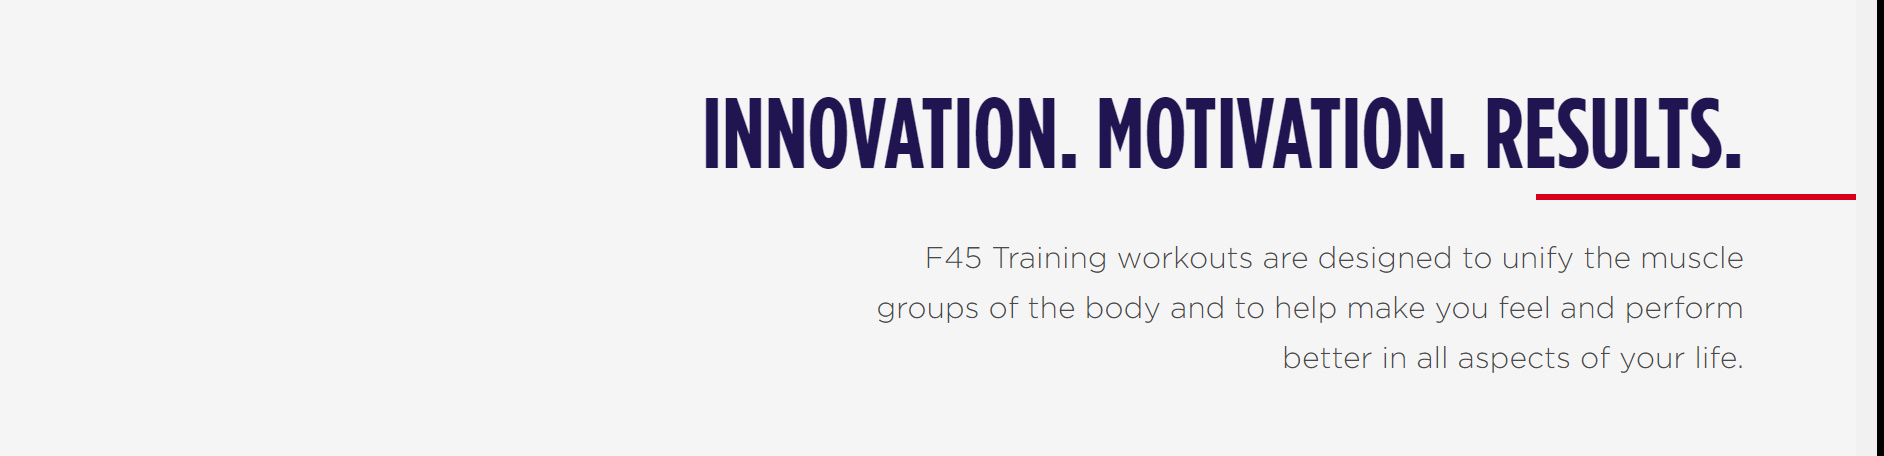 INNOVATION. MOTIVATION. RESULTS.
F45 Training workouts are designed to unify the muscle
groups of the body and to help make you feel and perform
better in all aspects of your life.